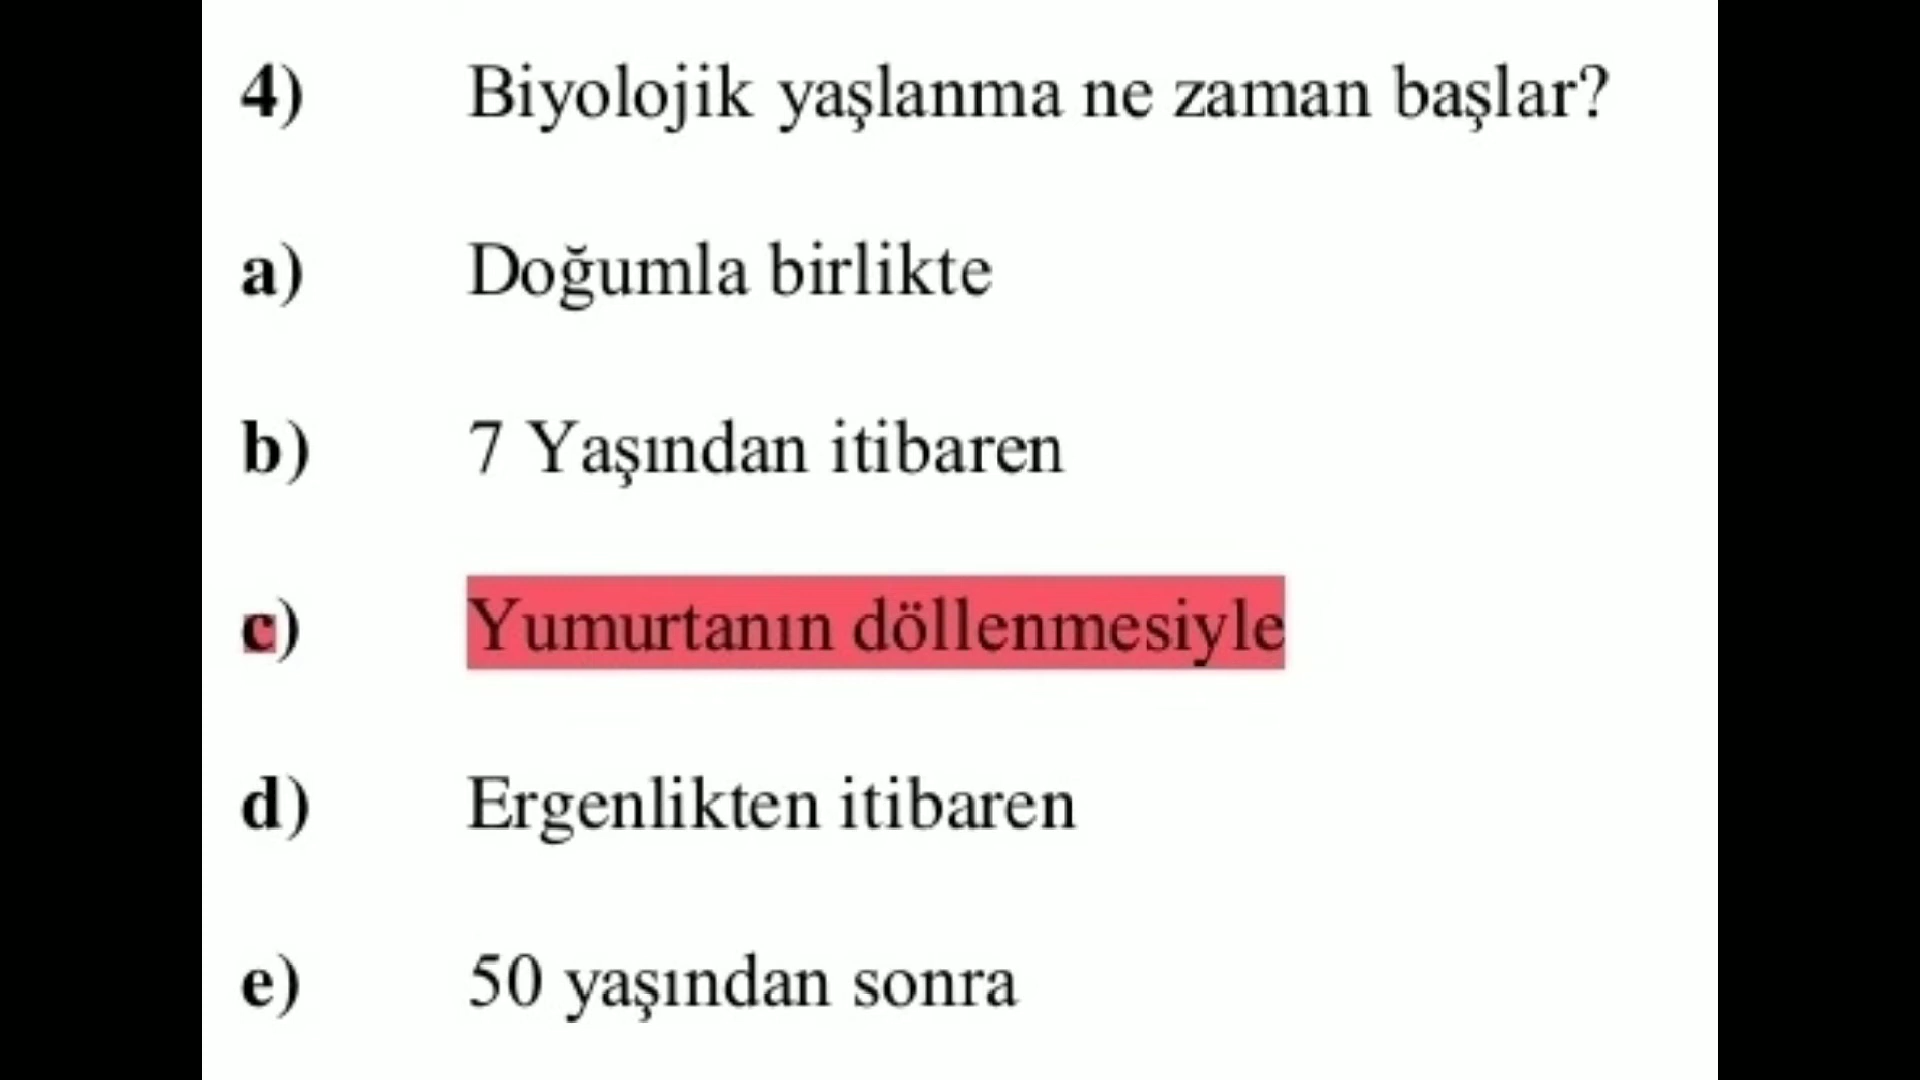 4) Biyolojik yaşlanma ne zaman başlar?
a) Doğumla birlikte
b) 7 Yaşından itibaren
c) Yumurtanın döllenmesiyle
d) Ergenlikten itibaren
e) 50 yaşından sonra